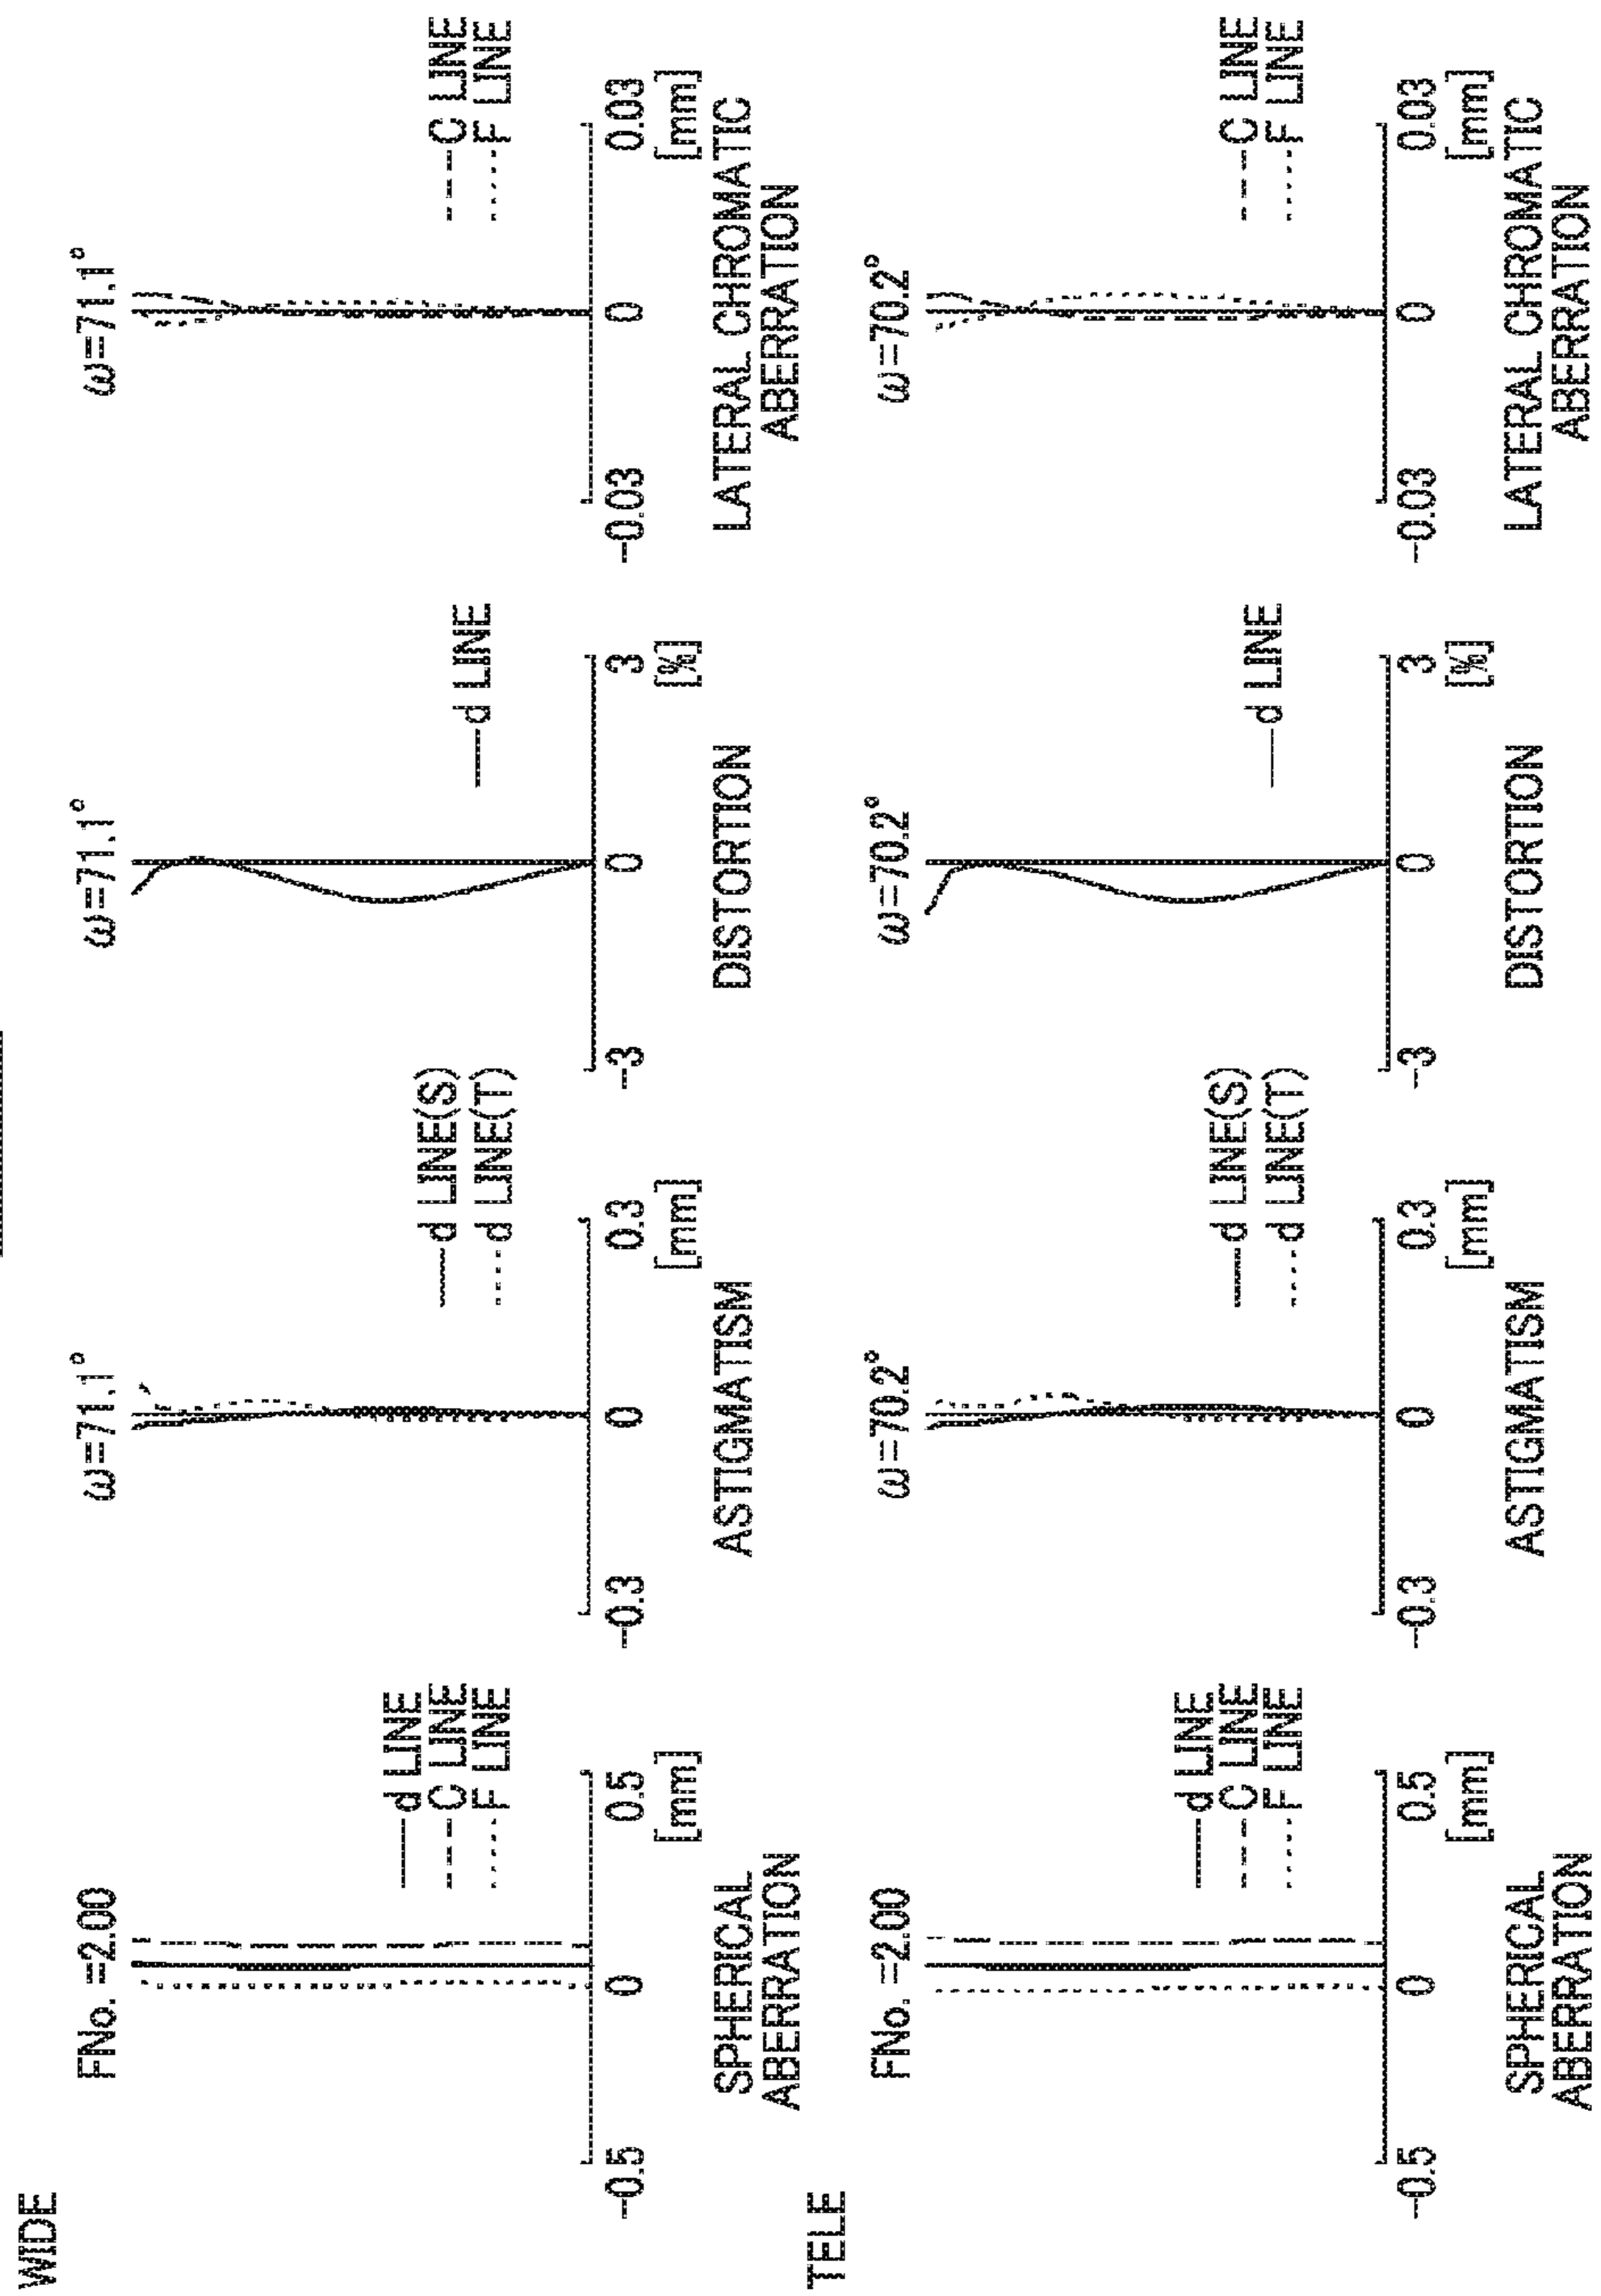 WIDE
FNo. =2.00
d LINE
C LINE
F LINE
-0.5 0 0.5
[mm]
SPHERICAL
ABERRATION
ω=71.1°
d LINE(S)
d LINE(T)
-0.3 0 0.3
[mm]
ASTIGMATISM
ω=71.1°
d LINE
-3 0 3
[%]
DISTORTION
ω=71.1°
C LINE
F LINE
-0.03 0 0.03
[mm]
LATERAL CHROMATIC
ABERRATION
TELE
FNo. =2.00
d LINE
C LINE
F LINE
-0.5 0 0.5
[mm]
SPHERICAL
ABERRATION
ω=70.2°
d LINE(S)
d LINE(T)
-0.3 0 0.3
[mm]
ASTIGMATISM
ω=70.2°
d LINE
-3 0 3
[%]
DISTORTION
ω=70.2°
C LINE
F LINE
-0.03 0 0.03
[mm]
LATERAL CHROMATIC
ABERRATION